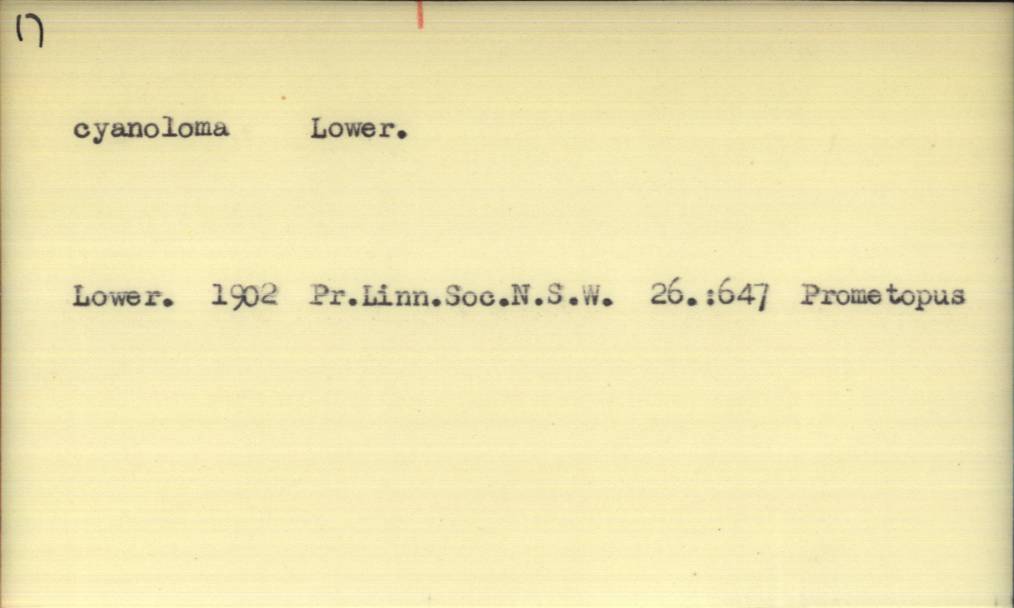 17
cyanoloma Lower.
Lower. 1902 Pr.Linn.Soc.N.S.W. 26.:647 Prometopus